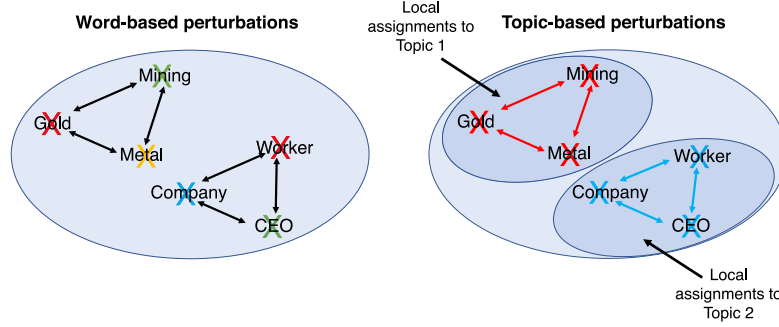 Word-based perturbations
Mining
Gold
Metal
Worker
Company
CEO
Local
assignments to
Topic 1
Topic-based perturbations
Mining
Gold
Metal
Worker
Company
CEO
Local
assignments to
Topic 2